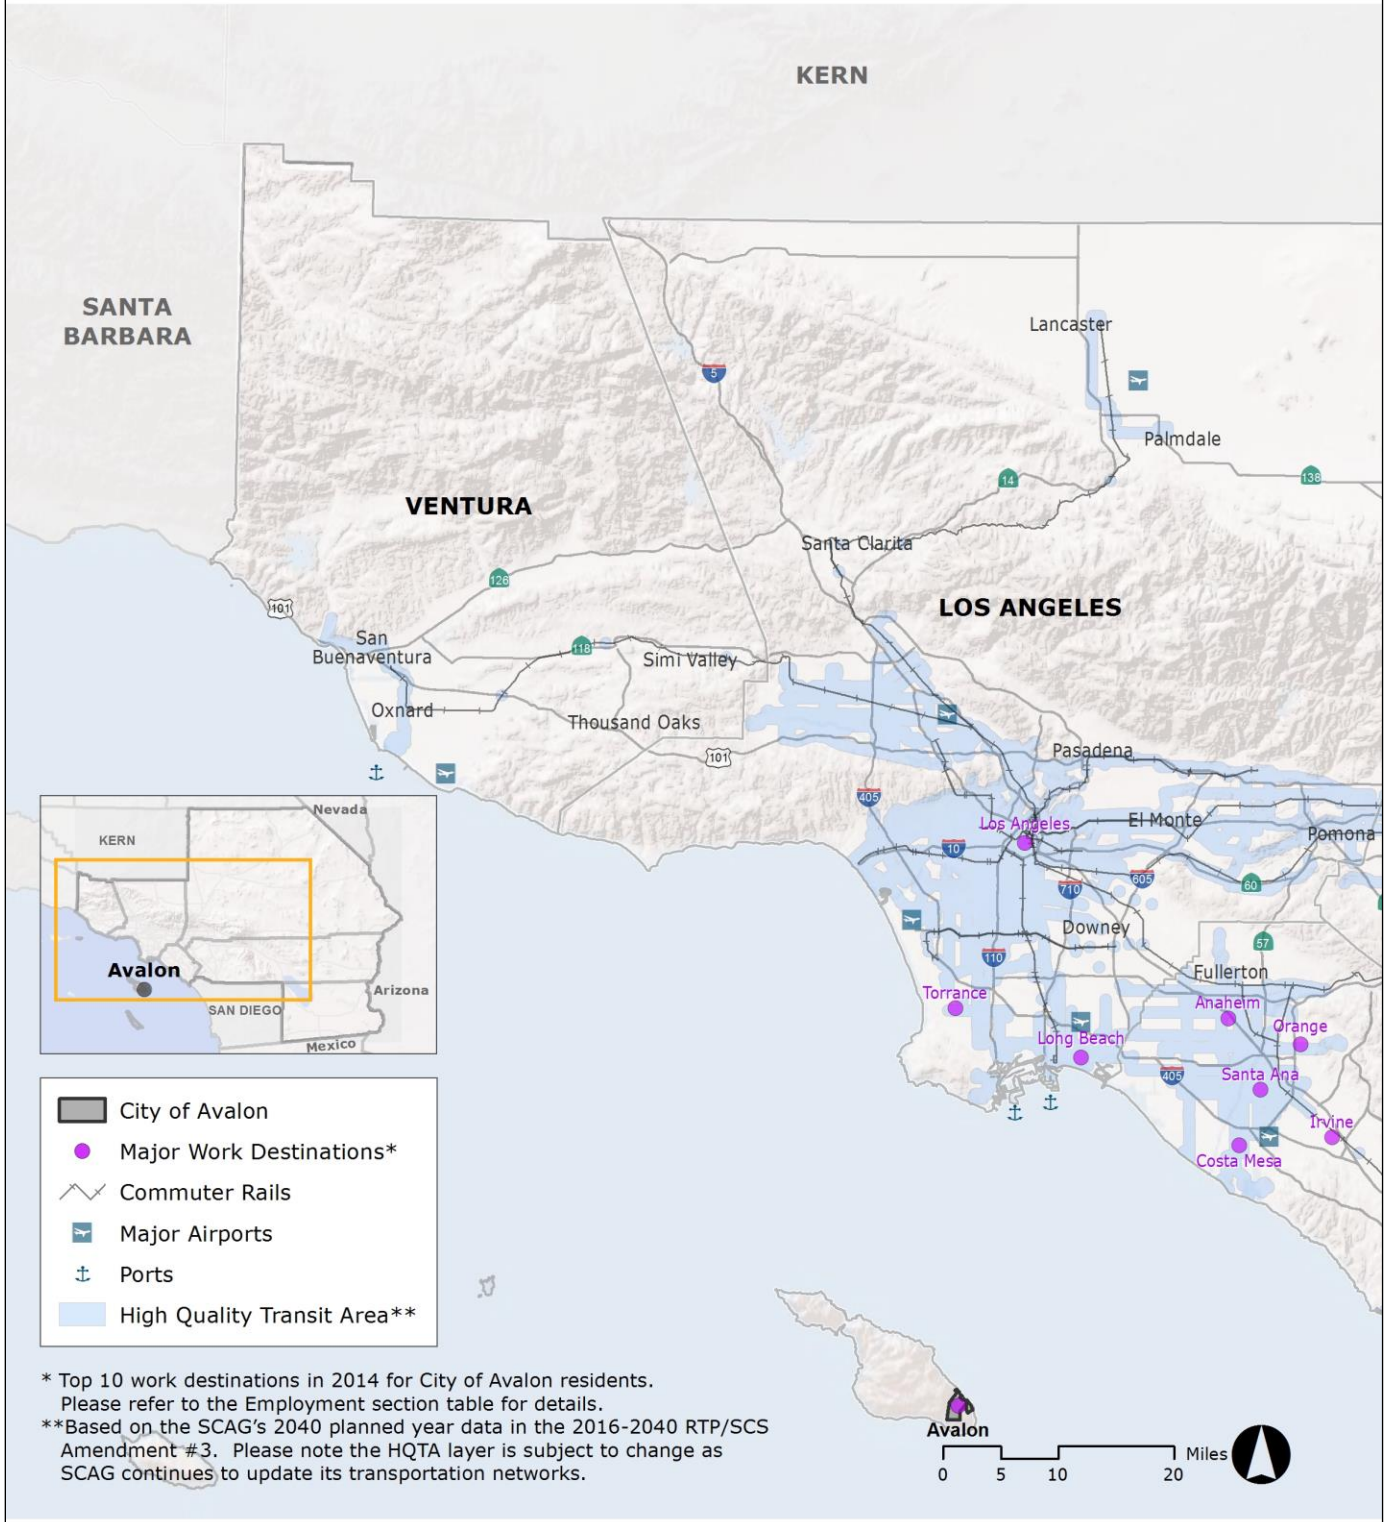 KERN
SANTA
BARBARA
Lancaster
5
Palmdale
14
138
VENTURA
Santa Clarita
126
101
LOS ANGELES
San
Buenaventura
118
Simi Valley
Oxnard
Thousand Oaks
101
Pasadena
405
Los Angeles
El Monte
Pomona
10
605
710
60
Downey
57
110
Fullerton
Torrance
Anaheim
Orange
Long Beach
405
Santa Ana
Irvine
Costa Mesa
Nevada
KERN
Avalon
Arizona
SAN DIEGO
Mexico
City of Avalon
Major Work Destinations*
Commuter Rails
Major Airports
Ports
High Quality Transit Area**
* Top 10 work destinations in 2014 for City of Avalon residents.
Please refer to the Employment section table for details.
**Based on the SCAG's 2040 planned year data in the 2016-2040 RTP/SCS
Amendment #3. Please note the HQTA layer is subject to change as
SCAG continues to update its transportation networks.
Avalon
Miles
0 5 10 20